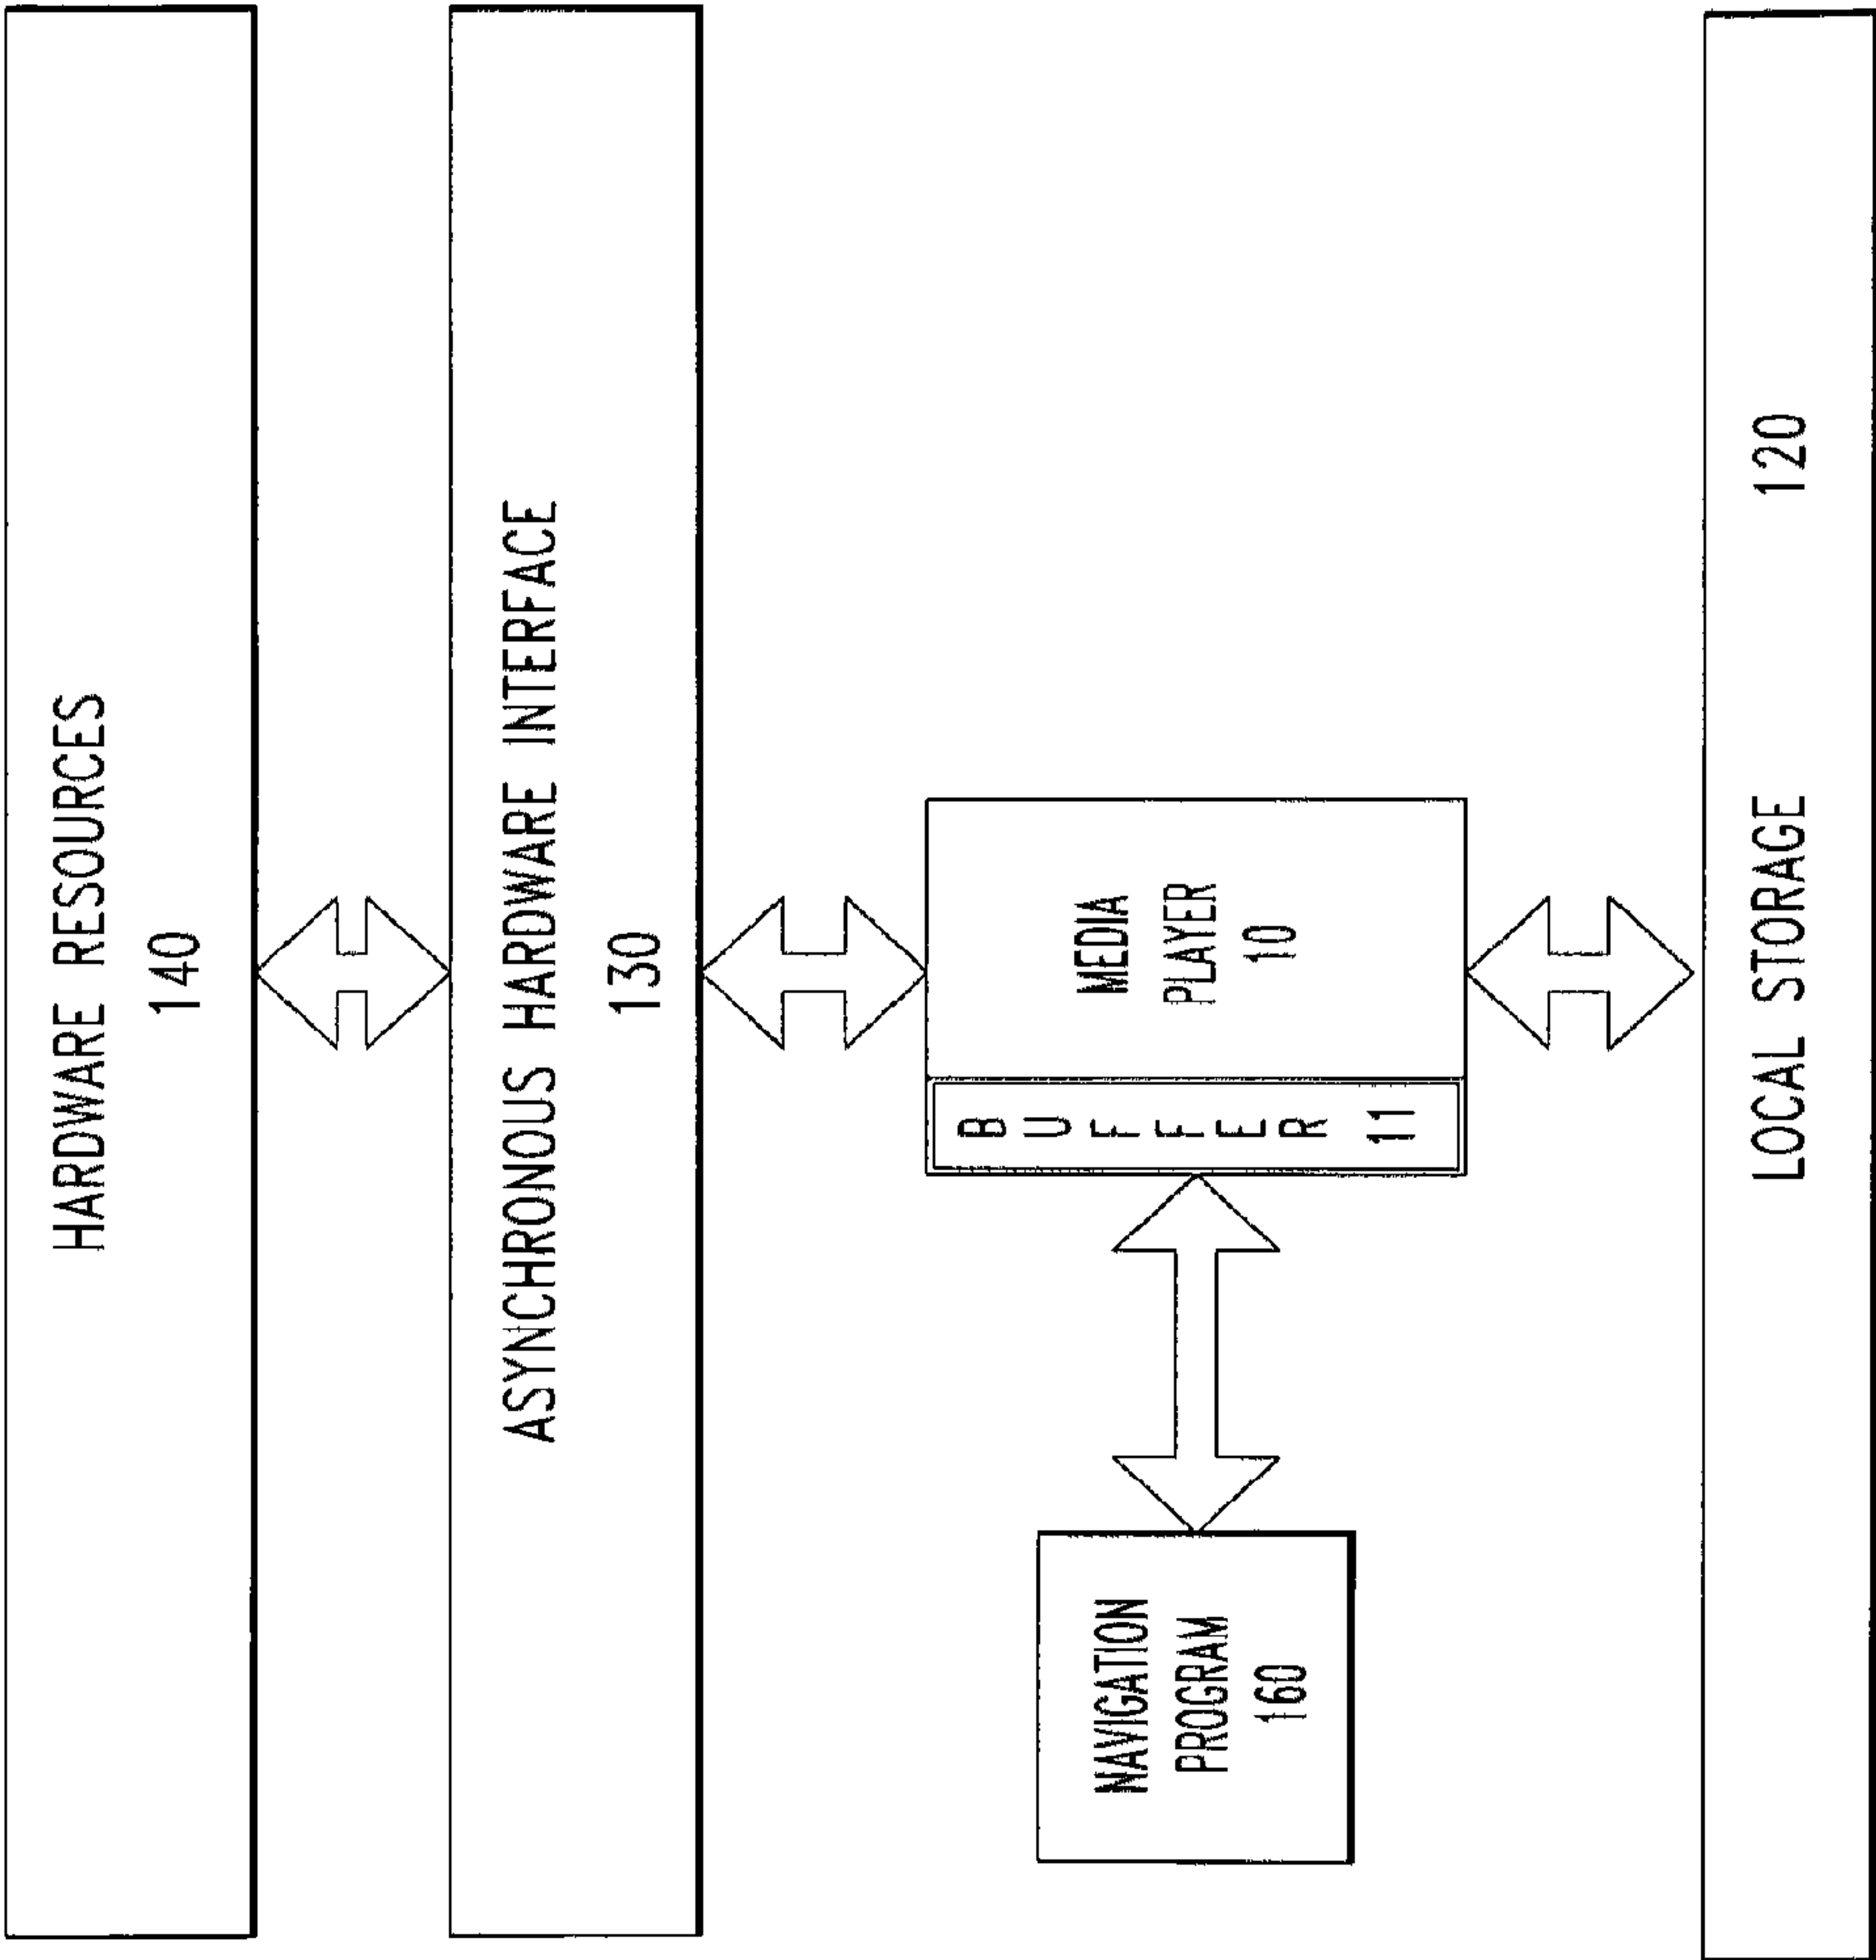 HARDWARE RESOURCES
140
ASYNCHRONOUS HARDWARE INTERFACE
130
NAVIGATION
PROGRAM
160
BUFFER 11
MEDIA
PLAYER
10
LOCAL STORAGE 120